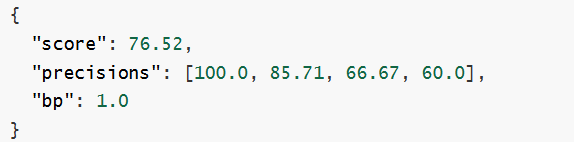 {
  "score": 76.52,
  "precisions": [100.0, 85.71, 66.67, 60.0],
  "bp": 1.0
}